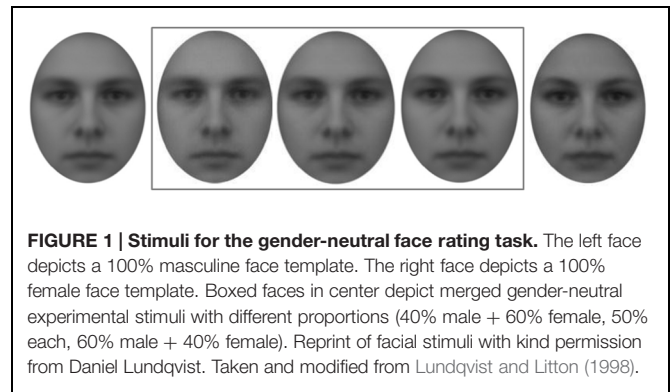 FIGURE 1 | Stimuli for the gender-neutral face rating task. The left face
depicts a 100% masculine face template. The right face depicts a 100%
female face template. Boxed faces in center depict merged gender-neutral
experimental stimuli with different proportions (40% male + 60% female, 50%
each, 60% male + 40% female). Reprint of facial stimuli with kind permission
from Daniel Lundqvist. Taken and modified from Lundqvist and Litton (1998).